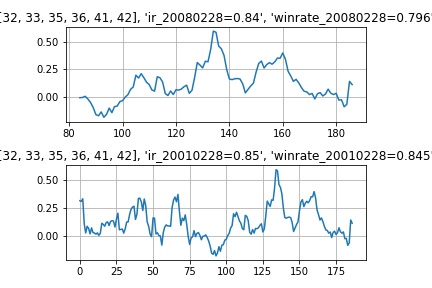 [32, 33, 35, 36, 41, 42], 'ir_20080228=0.84', 'winrate_20080228=0.796'
0.50
0.25
0.00
80 100 120 140 160 180
[32, 33, 35, 36, 41, 42], 'ir_20010228=0.85', 'winrate_20010228=0.845'
0.50
0.25
0.00
0 25 50 75 100 125 150 175